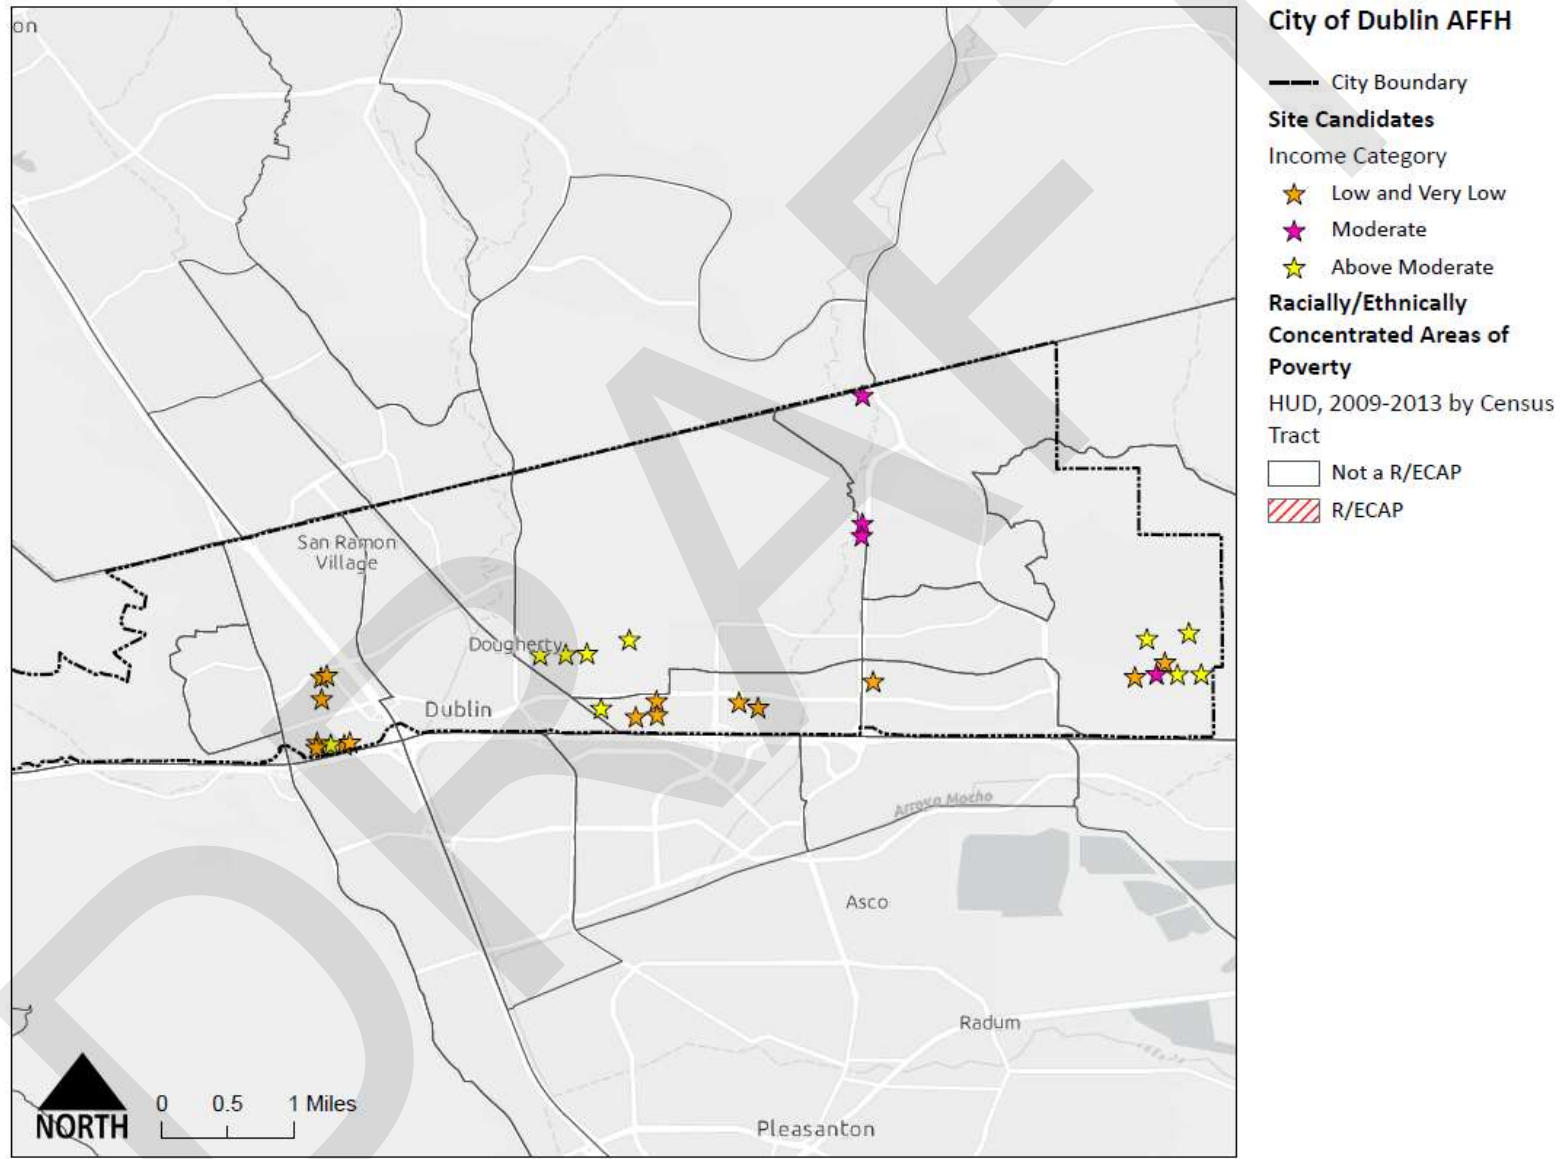 on
San Ramon
Village
Dougherty
Dublin
Arroyo Mocho
Asco
Radum
Pleasanton
NORTH
0 0.5 1 Miles
DRAFT
City of Dublin AFFH
City Boundary
Site Candidates
Income Category
Low and Very Low
Moderate
Above Moderate
Racially/Ethnically
Concentrated Areas of
Poverty
HUD, 2009-2013 by Census
Tract
Not a R/ECAP
R/ECAP